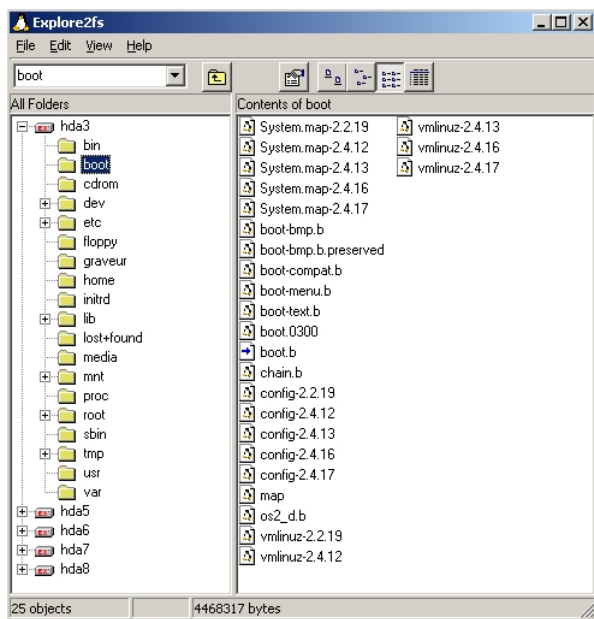 Explore2fs
File Edit View Help
boot
All Folders
Contents of boot
hda3
bin
boot
cdrom
dev
etc
floppy
graveur
home
initrd
lib
lost+found
media
mnt
proc
root
sbin
tmp
usr
var
hda5
hda6
hda7
hda8
System.map-2.2.19
System.map-2.4.12
System.map-2.4.13
System.map-2.4.16
System.map-2.4.17
boot-bmp.b
boot-bmp.b.preserved
boot-compat.b
boot-menu.b
boot-text.b
boot.0300
boot.b
chain.b
config-2.2.19
config-2.4.12
config-2.4.13
config-2.4.16
config-2.4.17
map
os2_d.b
vmlinuz-2.2.19
vmlinuz-2.4.12
vmlinuz-2.4.13
vmlinuz-2.4.16
vmlinuz-2.4.17
25 objects
4468317 bytes